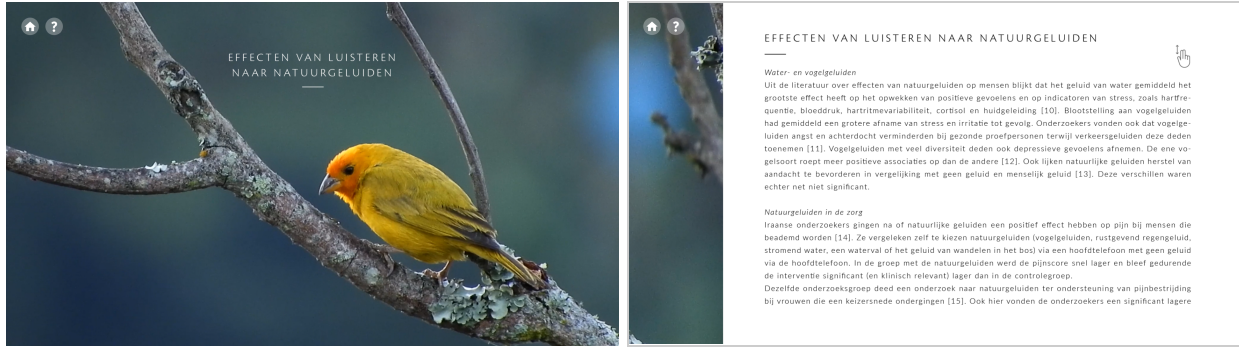 EFFECTEN VAN LUISTEREN
NAAR NATUURGELUIDEN
EFFECTEN VAN LUISTEREN NAAR NATUURGELUIDEN
Water- en vogelgeluiden
Uit de literatuur over effecten van natuurgeluiden op mensen blijkt dat het geluid van water gemiddeld het
grootste effect heeft op het opwekken van positieve gevoelens en op indicatoren van stress, zoals hartfre-
quentie, bloeddruk, hartritmevariabiliteit, cortisol en huidgeleiding [10]. Blootstelling aan vogelgeluiden
had gemiddeld een grotere afname van stress en irritatie tot gevolg. Onderzoekers vonden ook dat vogelge-
luiden angst en achterdocht verminderden bij gezonde proefpersonen terwijl verkeersgeluiden deze deden
toenemen [11]. Vogelgeluiden met veel diversiteit deden ook depressieve gevoelens afnemen. De ene vo-
gelsoort roept meer positieve associaties op dan de andere [12]. Ook lijken natuurlijke geluiden herstel van
aandacht te bevorderen in vergelijking met geen geluid en menselijk geluid [13]. Deze verschillen waren
echter net niet significant.
Natuurgeluiden in de zorg
Iraanse onderzoekers gingen na of natuurlijke geluiden een positief effect hebben op pijn bij mensen die
beademd worden [14]. Ze vergeleken zelf te kiezen natuurgeluiden (vogelgeluiden, rustgevend regengeluid,
stromend water, een waterval of het geluid van wandelen in het bos) via een hoofdtelefoon met geen geluid
via de hoofdtelefoon. In de groep met de natuurgeluiden werd de pijnscore snel lager en bleef gedurende
de interventie significant (en klinisch relevant) lager dan in de controlegroep.
Dezelfde onderzoeksgroep deed een onderzoek naar natuurgeluiden ter ondersteuning van pijnbestrijding
bij vrouwen die een keizersnede ondergingen [15]. Ook hier vonden de onderzoekers een significant lagere